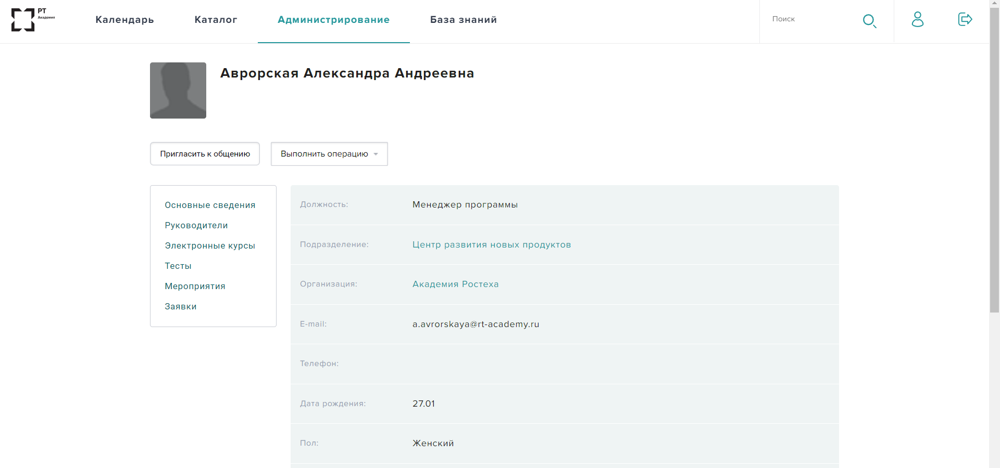 РТ
Академия
Календарь
Каталог
Администрирование
База знаний
Поиск
Аврорская Александра Андреевна
Пригласить к общению
Выполнить операцию
Основные сведения
Руководители
Электронные курсы
Тесты
Мероприятия
Заявки
Должность: Менеджер программы
Подразделение: Центр развития новых продуктов
Организация: Академия Ростеха
E-mail: a.avrorskaya@rt-academy.ru
Телефон:
Дата рождения: 27.01
Пол: Женский